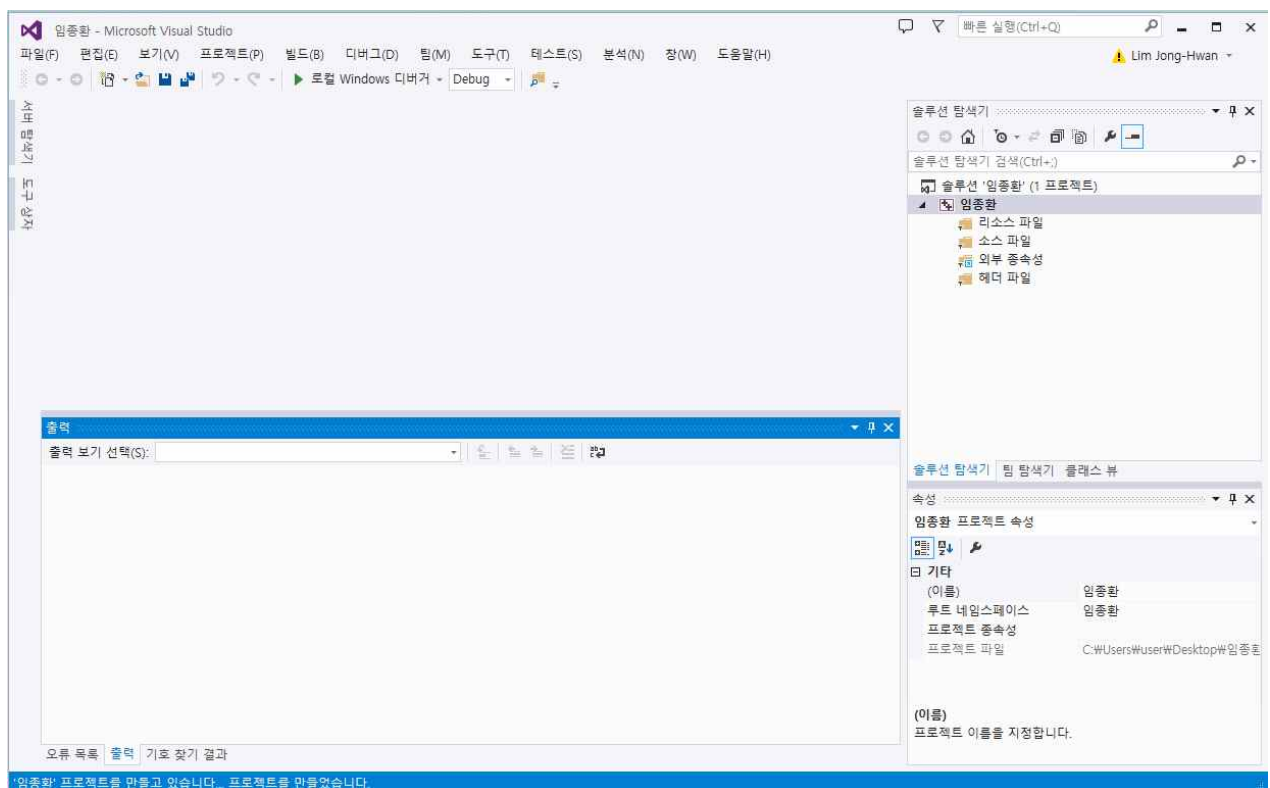 임종환 - Microsoft Visual Studio
빠른 실행(Ctrl+Q)
파일(F) 편집(E) 보기(V) 프로젝트(P) 빌드(B) 디버그(D) 팀(M) 도구(T) 테스트(S) 분석(N) 창(W) 도움말(H)
Lim Jong-Hwan
로컬 Windows 디버거 Debug
서버 탐색기
도구 상자
솔루션 탐색기
솔루션 탐색기 검색(Ctrl+;)
솔루션 '임종환' (1 프로젝트)
임종환
리소스 파일
소스 파일
외부 종속성
헤더 파일
출력
출력 보기 선택(S):
솔루션 탐색기 팀 탐색기 클래스 뷰
속성
임종환 프로젝트 속성
기타
(이름) 임종환
루트 네임스페이스 임종환
프로젝트 종속성
프로젝트 파일 C:₩Users₩user₩Desktop₩임종환
(이름)
프로젝트 이름을 지정합니다.
오류 목록 출력 기호 찾기 결과
'임종환' 프로젝트를 만들고 있습니다... 프로젝트를 만들었습니다.